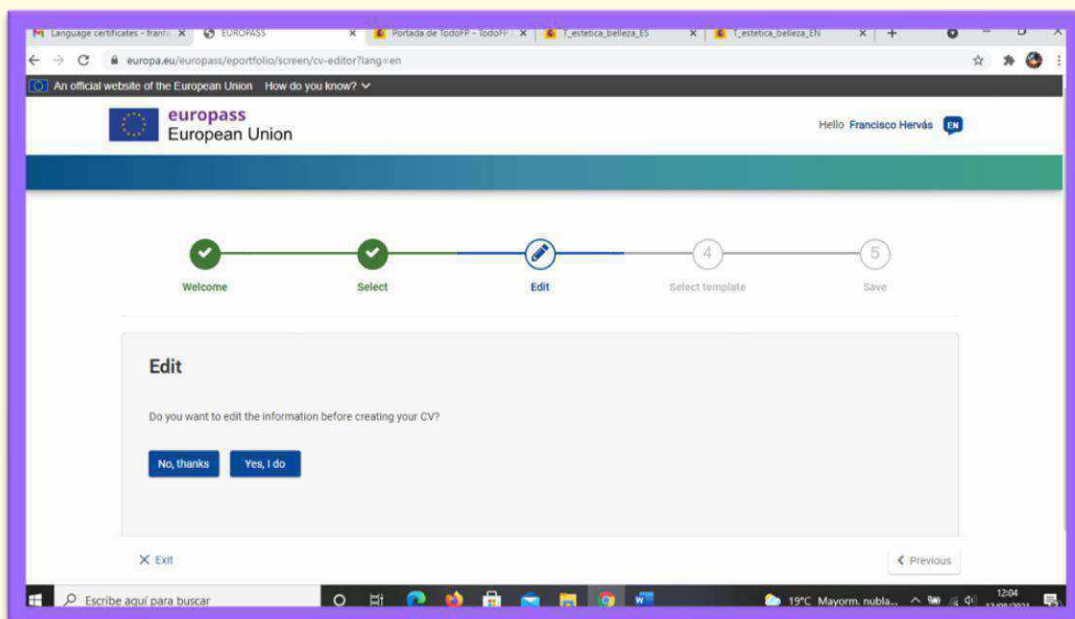 Language certificates - franh
EUROPASS
Portada de TodoFP - TodoFP
T_estetica_belleza_ES
T_estetica_belleza_EN
europa.eu/europass/eportfolio/screen/cv-editor?lang=en
An official website of the European Union How do you know?
europass
European Union
Hello Francisco Hervás EN
4
5
Welcome
Select
Edit
Select template
Save
Edit
Do you want to edit the information before creating your CV?
No, thanks
Yes, I do
Exit
Previous
Escribe aquí para buscar
19°C Mayorm. nubla...
12:04